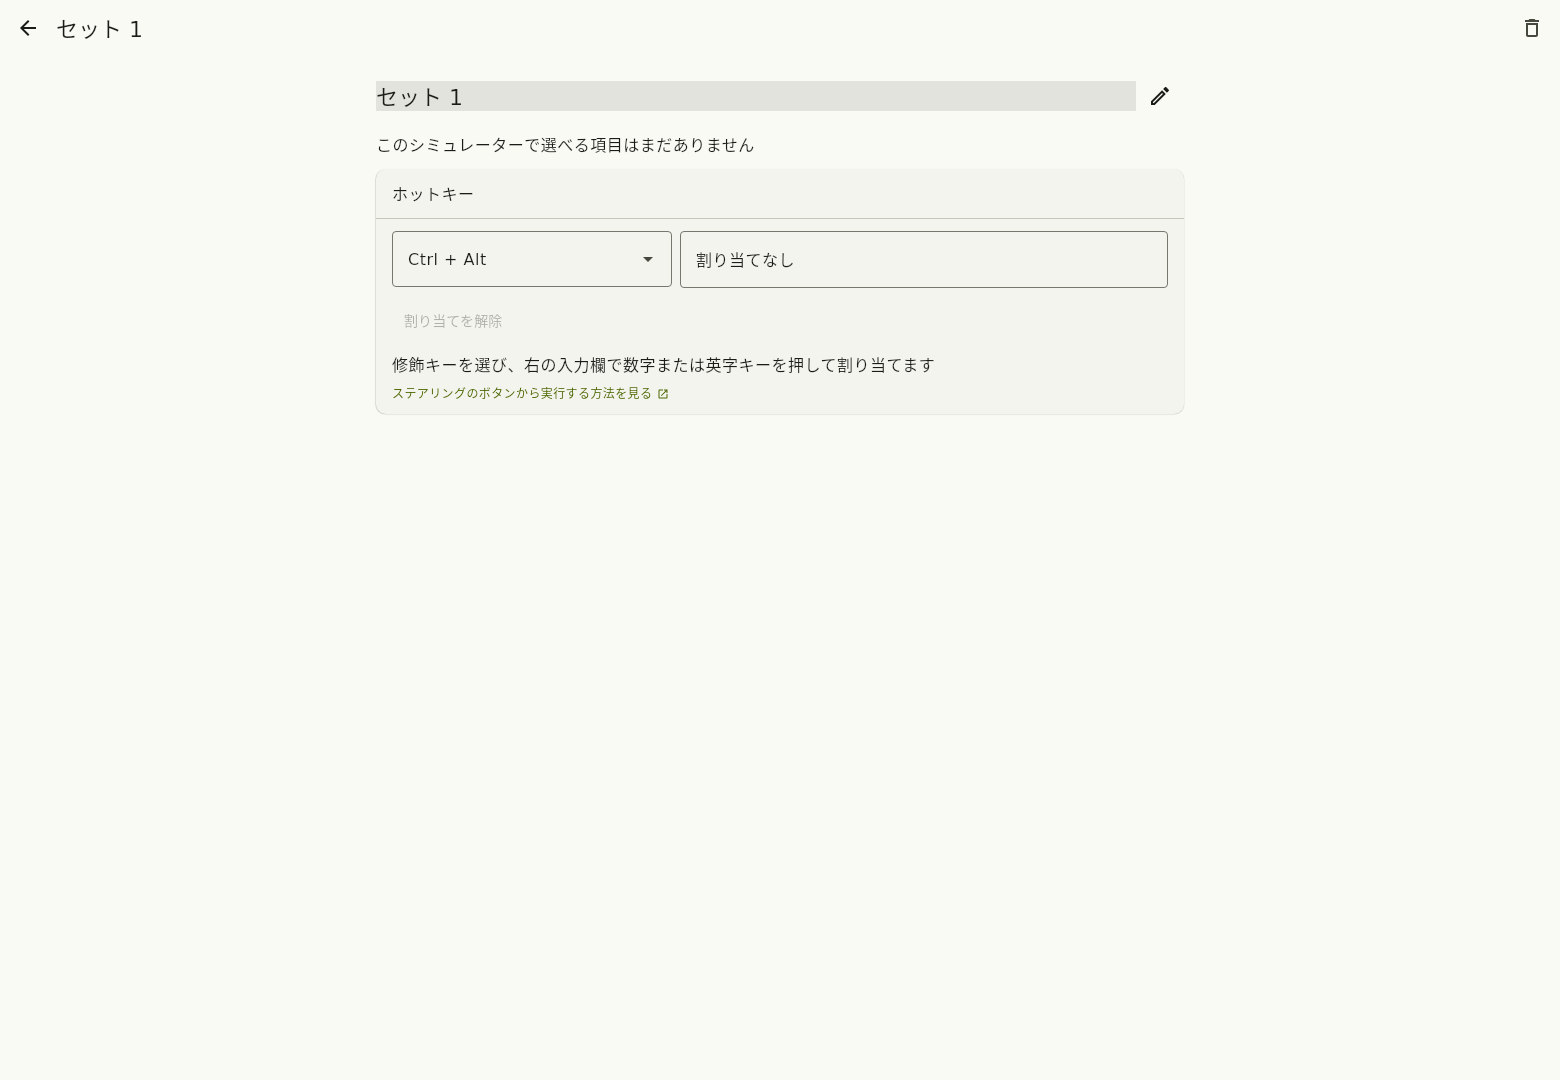 セット 1
セット 1
このシミュレーターで選べる項目はまだありません
ホットキー
Ctrl + Alt
割り当てなし
割り当てを解除
修飾キーを選び、右の入力欄で数字または英字キーを押して割り当てます
ステアリングのボタンから実行する方法を見る